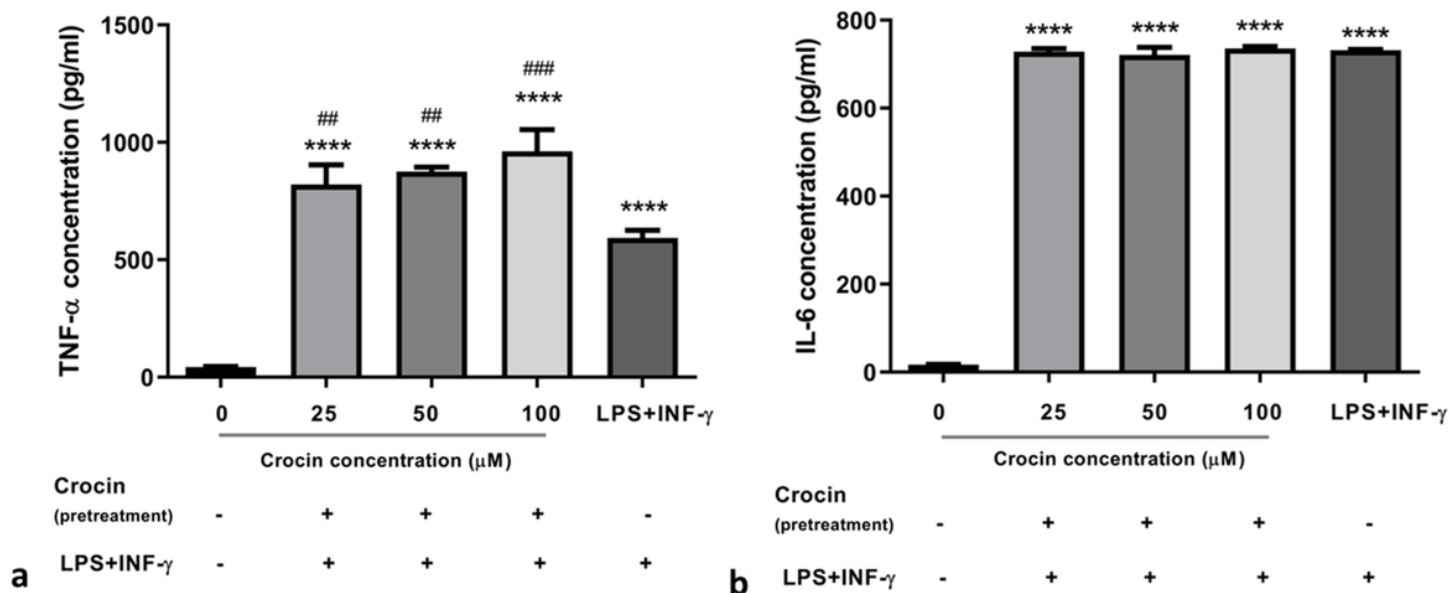 TNF-α concentration (pg/ml)
1500
1000
500
0
##
****
##
****
###
****
****
0 25 50 100 LPS+INF-γ
Crocin concentration (μM)
Crocin
(pretreatment) - + + + -
LPS+INF-γ - + + + +
a
IL-6 concentration (pg/ml)
800
600
400
200
0
**** **** **** ****
0 25 50 100 LPS+INF-γ
Crocin concentration (μM)
Crocin
(pretreatment) - + + + -
LPS+INF-γ - + + + +
b